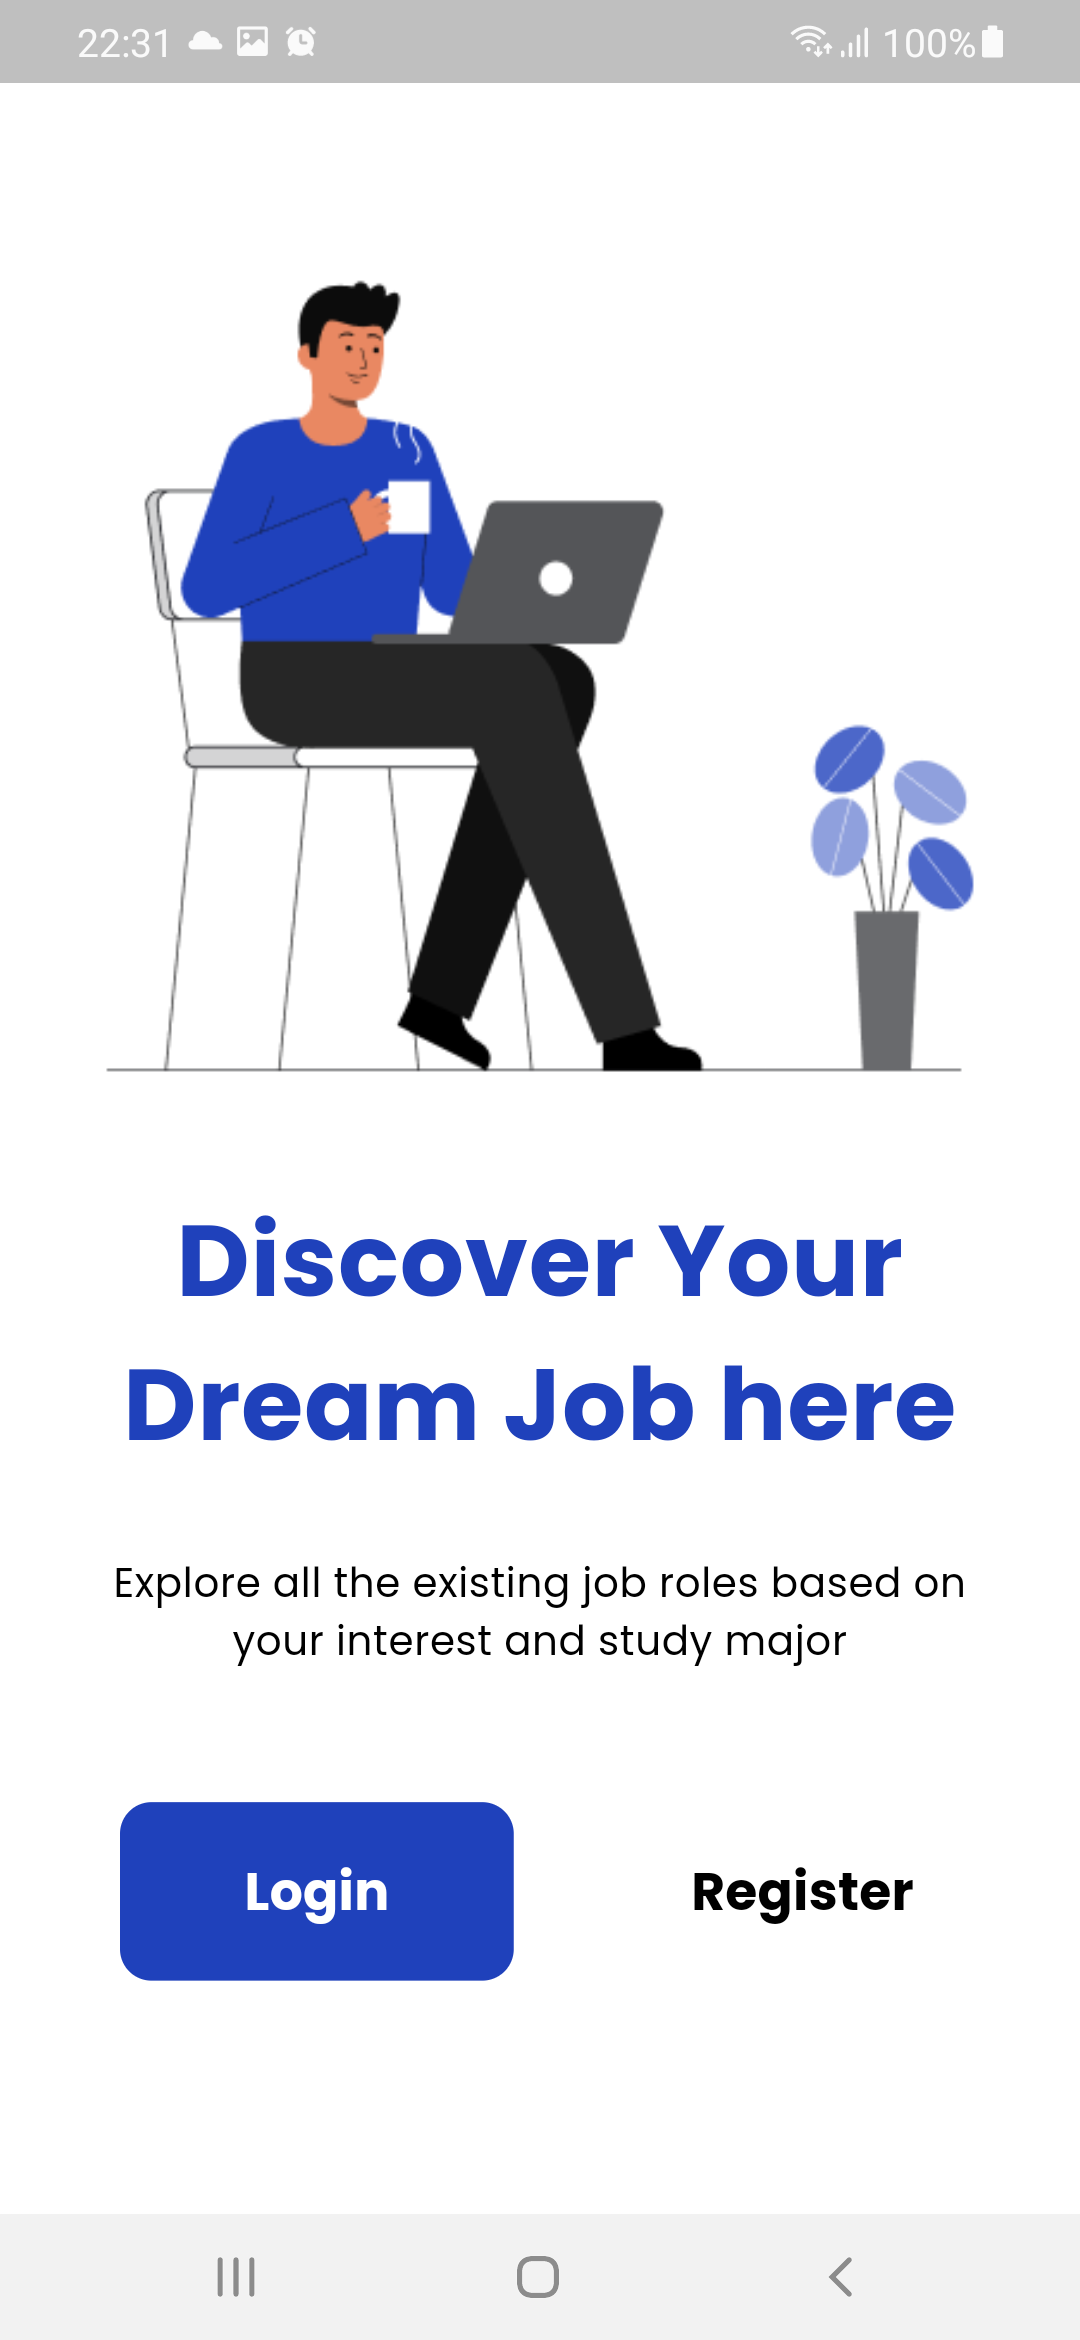 22:31 100%
Discover Your
Dream Job here
Explore all the existing job roles based on
your interest and study major
Login Register